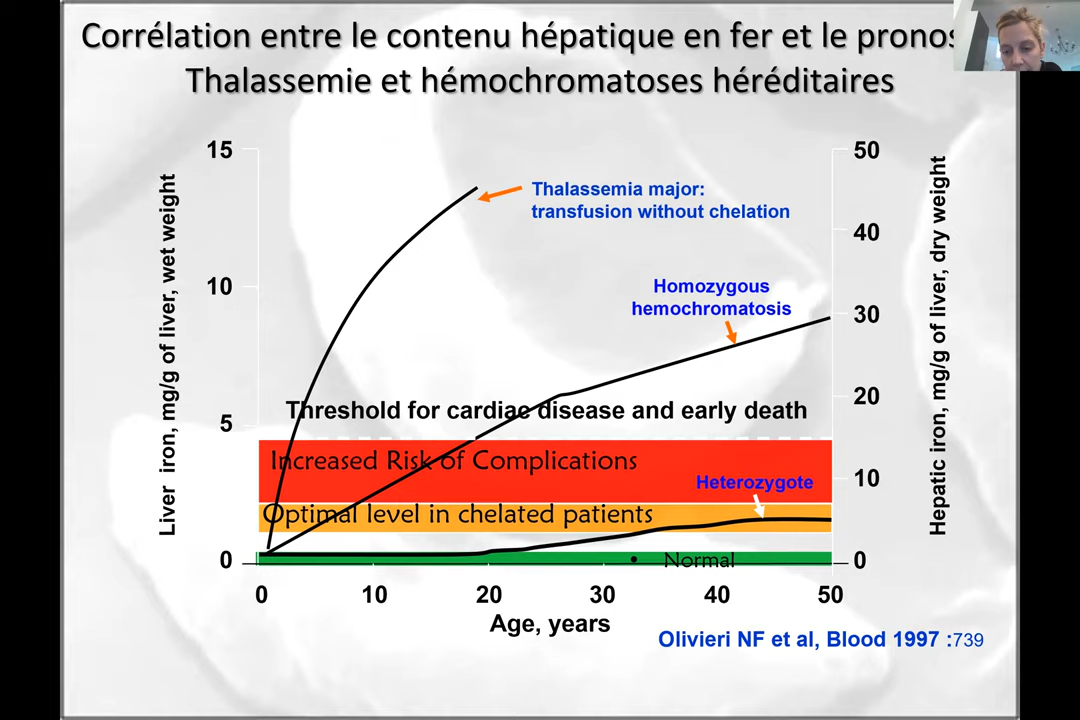 Corrélation entre le contenu hépatique en fer et le
Thalassemie et hémochromatoses héréditaires
Liver iron, mg/g of liver, wet weight
15
10
5
0
Thalassemia major:
transfusion without chelation
Homozygous
hemochromatosis
Threshold for cardiac disease and early death
Increased Risk of Complications
Heterozygote
Optimal level in chelated patients
• Normal
50
40
30
20
10
0
Hepatic iron, mg/g of liver, dry weight
0 10 20 30 40 50
Age, years
Olivieri NF et al, Blood 1997 :739